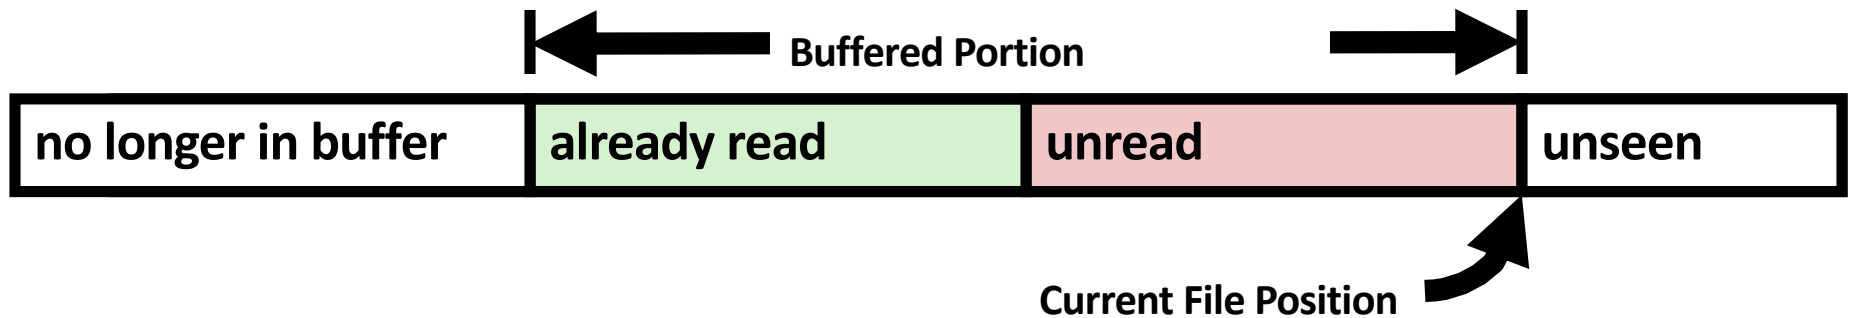 Buffered Portion
no longer in buffer already read unread unseen
Current File Position